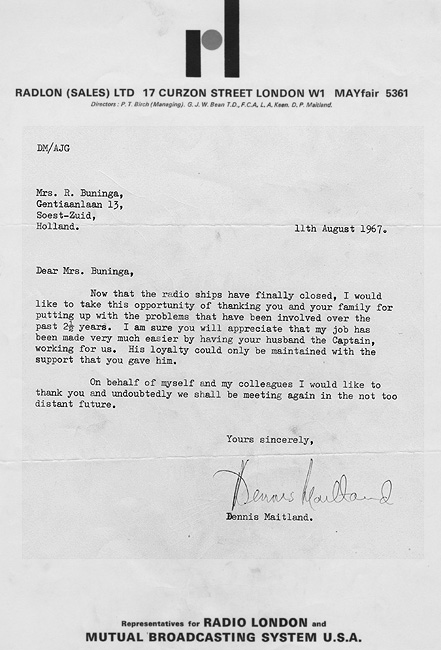 rl
RADLON (SALES) LTD 17 CURZON STREET LONDON W1 MAYfair 5361
Directors: P. T. Birch (Managing). G. J. W. Bean T.D., F.C.A, L. A. Keen. D. P. Maitland.
DM/AJG
Mrs. R. Buninga,
Gentiaanlaan 13,
Soest-Zuid,
Holland.
11th August 1967.
Dear Mrs. Buninga,
Now that the radio ships have finally closed, I would
like to take this opportunity of thanking you and your family for
putting up with the problems that have been involved over the
past 2½ years. I am sure you will appreciate that my job has
been made very much easier by having your husband the Captain,
working for us. His loyalty could only be maintained with the
support that you gave him.
On behalf of myself and my colleagues I would like to
thank you and undoubtedly we shall be meeting again in the not too
distant future.
Yours sincerely,
Dennis Maitland
Dennis Maitland.
Representatives for RADIO LONDON and
MUTUAL BROADCASTING SYSTEM U.S.A.